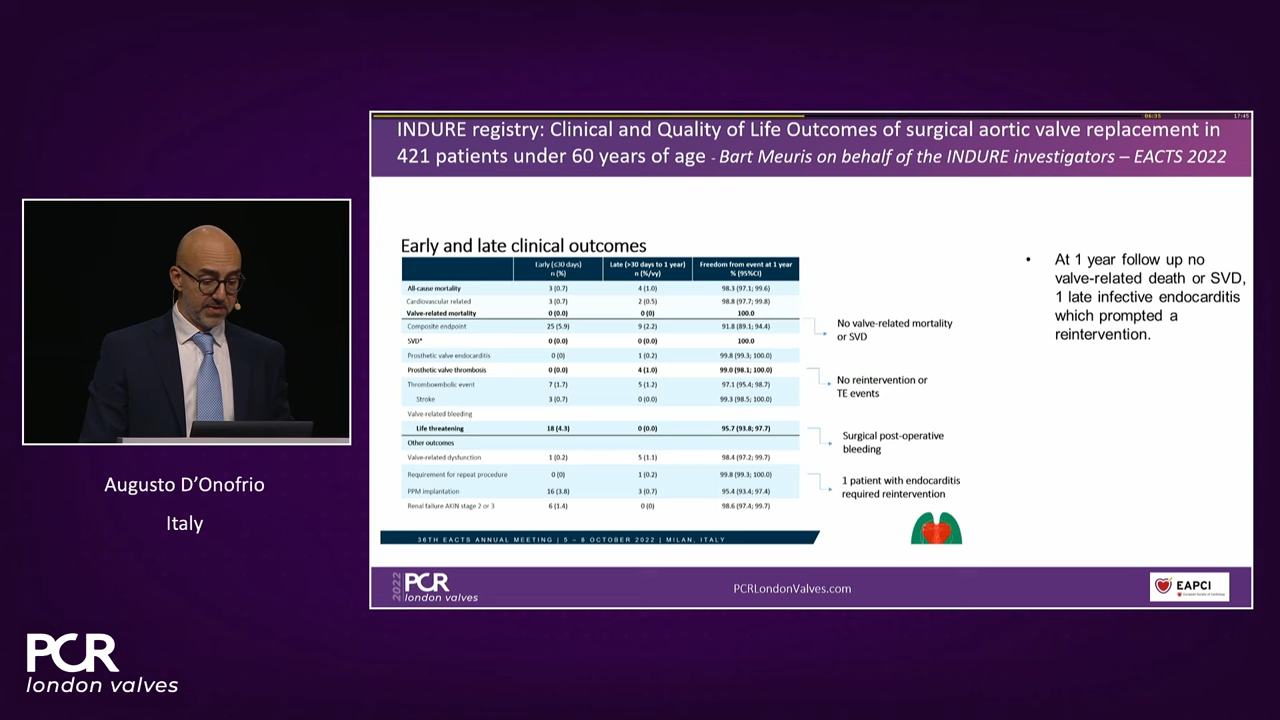 06:35
17:45
INDURE registry: Clinical and Quality of Life Outcomes of surgical aortic valve replacement in
421 patients under 60 years of age - Bart Meuris on behalf of the INDURE investigators – EACTS 2022
Early and late clinical outcomes
Early (≤30 days) n (%) Late (>30 days to 1 year) n (%/vy) Freedom from event at 1 year % (95%CI)
All-cause mortality 3 (0.7) 4 (1.0) 98.3 (97.1; 99.6)
Cardiovascular related 3 (0.7) 2 (0.5) 98.8 (97.7; 99.8)
Valve-related mortality 0 (0.0) 0 (0) 100.0
Composite endpoint 25 (5.9) 9 (2.2) 91.8 (89.1; 94.4)
SVD* 0 (0.0) 0 (0.0) 100.0
Prosthetic valve endocarditis 0 (0) 1 (0.2) 99.8 (99.3; 100.0)
Prosthetic valve thrombosis 0 (0.0) 4 (1.0) 99.0 (98.1; 100.0)
Thromboembolic event 7 (1.7) 5 (1.2) 97.1 (95.4; 98.7)
Stroke 3 (0.7) 0 (0.0) 99.3 (98.5; 100.0)
Valve-related bleeding
Life threatening 18 (4.3) 0 (0.0) 95.7 (93.8; 97.7)
Other outcomes
Valve-related dysfunction 1 (0.2) 5 (1.1) 98.4 (97.2; 99.7)
Requirement for repeat procedure 0 (0) 1 (0.2) 99.8 (99.3; 100.0)
PPM implantation 16 (3.8) 3 (0.7) 95.4 (93.4; 97.4)
Renal failure AKIN stage 2 or 3 6 (1.4) 0 (0) 98.6 (97.4; 99.7)
No valve-related mortality
or SVD
No reintervention or
TE events
Surgical post-operative
bleeding
1 patient with endocarditis
required reintervention
• At 1 year follow up no
valve-related death or SVD,
1 late infective endocarditis
which prompted a
reintervention.
36TH EACTS ANNUAL MEETING | 5 – 8 OCTOBER 2022 | MILAN, ITALY
2022
PCR
london valves
PCRLondonValves.com
EAPCI
Augusto D’Onofrio
Italy
PCR
london valves